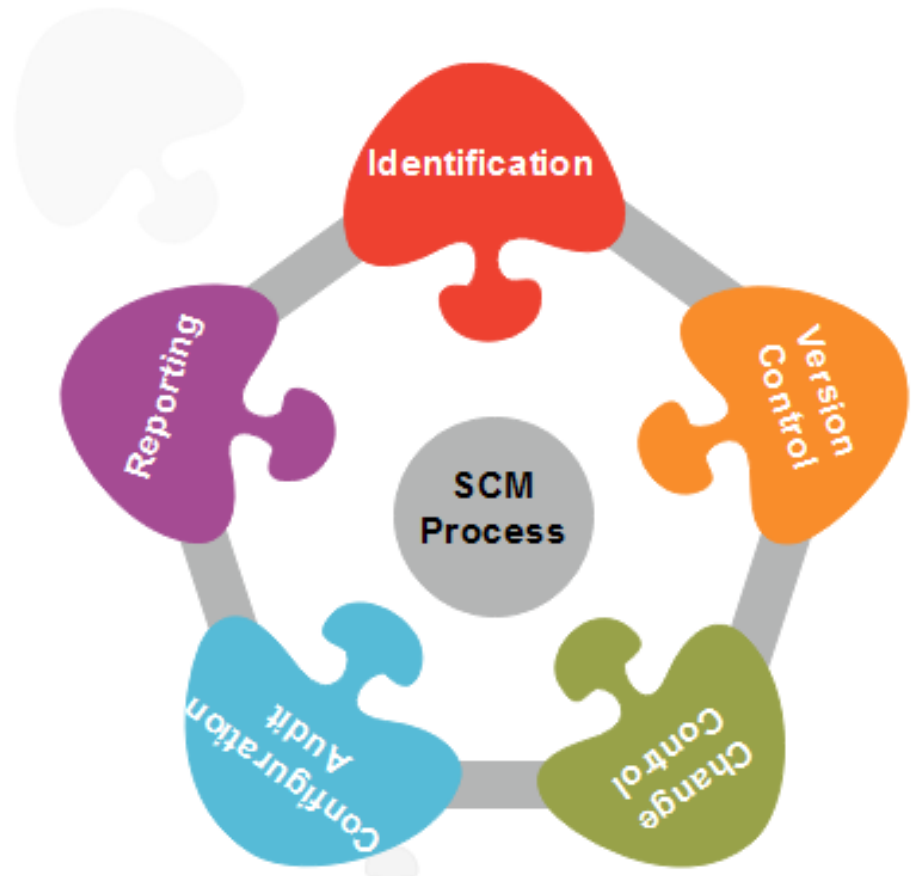 Identification
Version
Control
Change
Control
Configuration
Audit
Reporting
SCM
Process